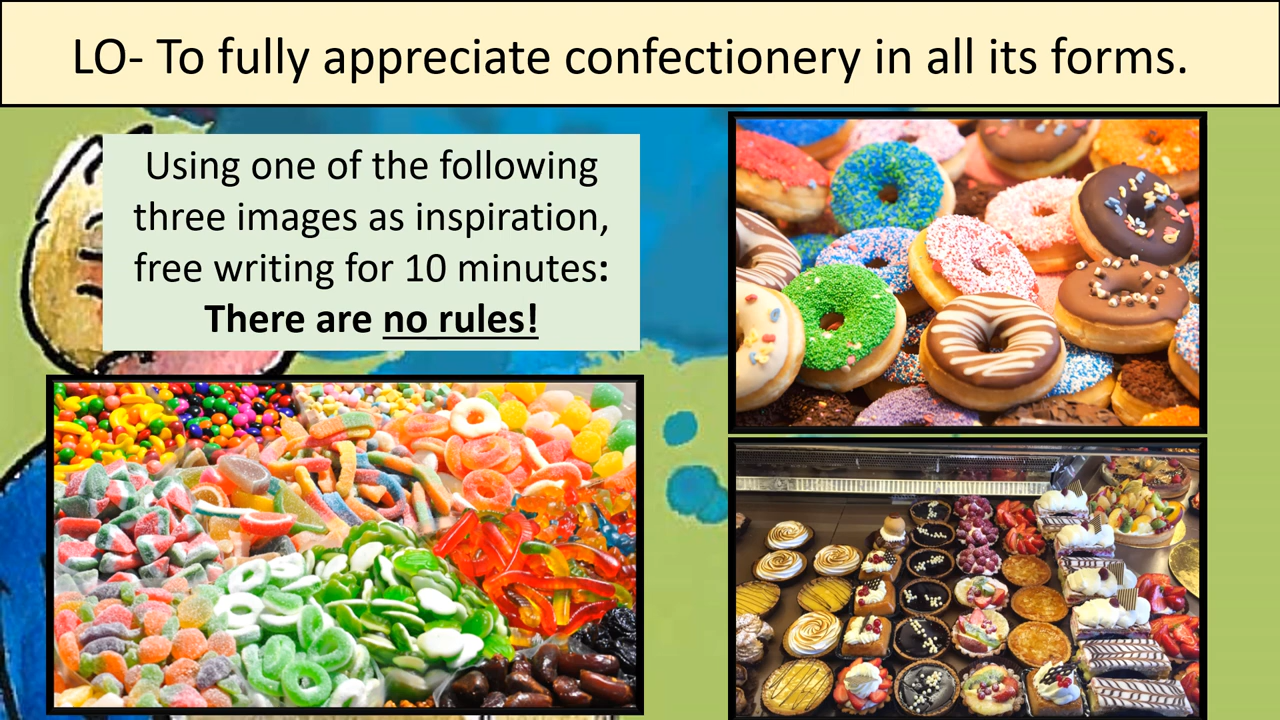 LO- To fully appreciate confectionery in all its forms.
Using one of the following
three images as inspiration,
free writing for 10 minutes:
There are no rules!